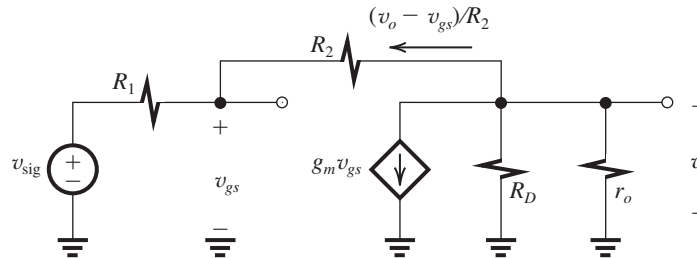 (v_o − v_gs)/R_2
R_2
R_1
+
−
v_sig
+
v_gs
−
g_m v_gs
R_D
r_o